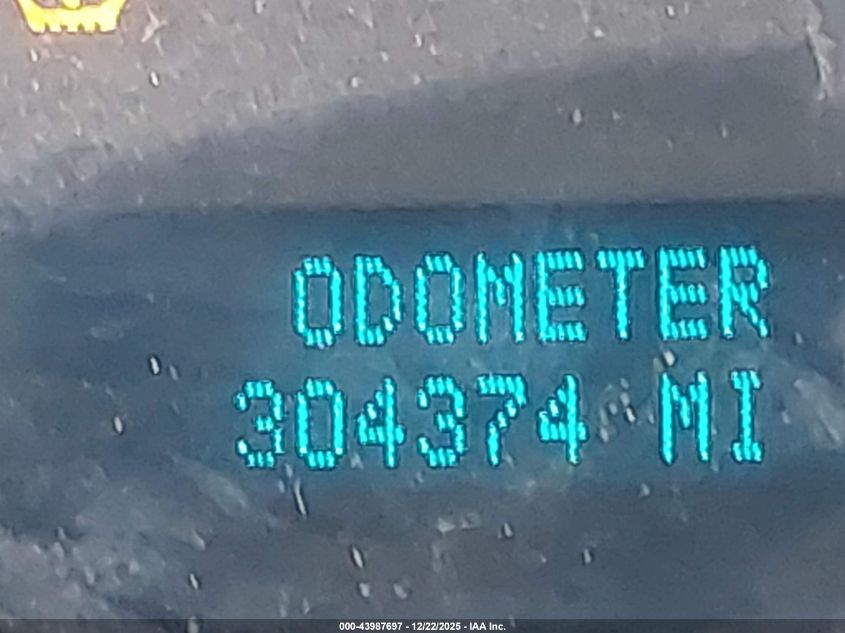 ODOMETER
304374 MI
000-43987697 - 12/22/2025 - IAA Inc.